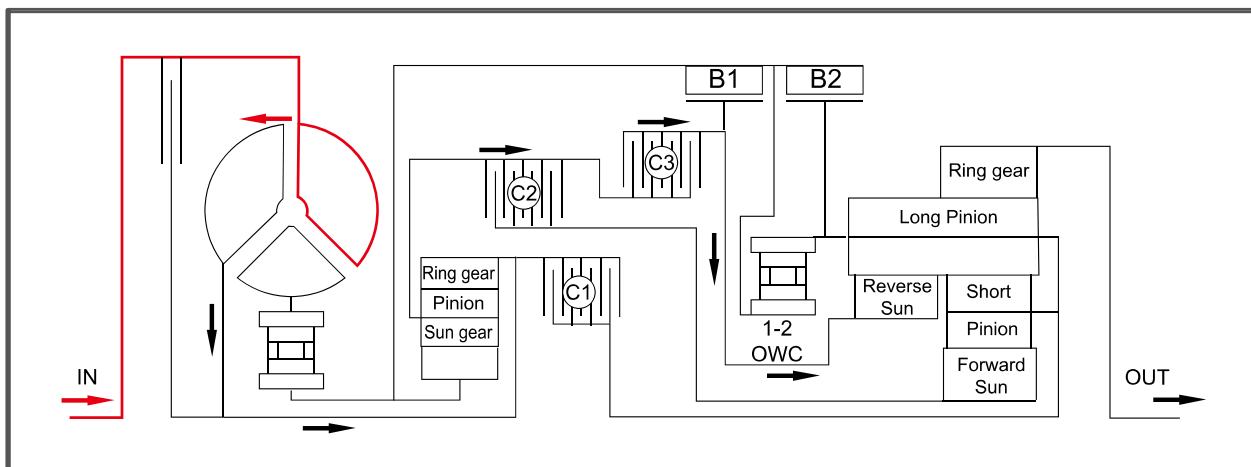 B1
B2
C3
C2
Ring gear
Long Pinion
Ring gear
Pinion
Sun gear
C1
Reverse
Sun
Short
Pinion
1-2
OWC
Forward
Sun
IN
OUT